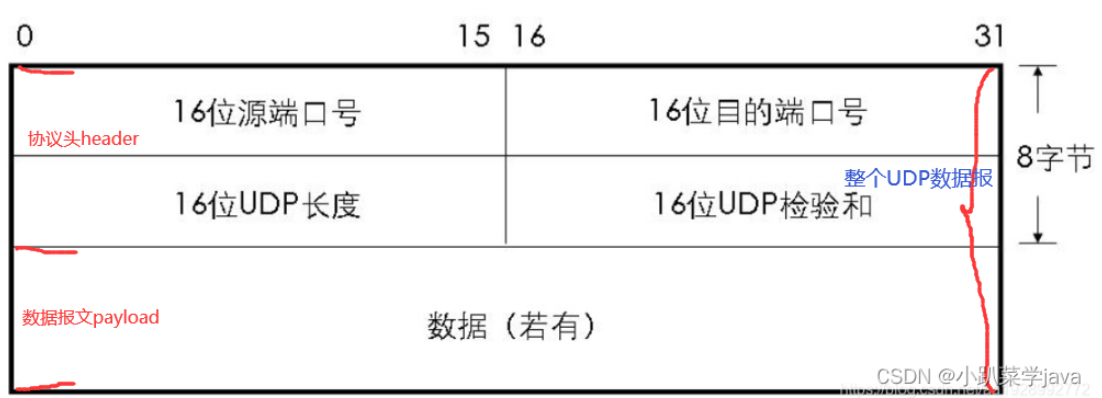 0 15 16 31
16位源端口号 16位目的端口号
协议头header
8字节
整个UDP数据报
16位UDP长度 16位UDP检验和
数据报文payload
数据（若有）
CSDN @小趴菜学java